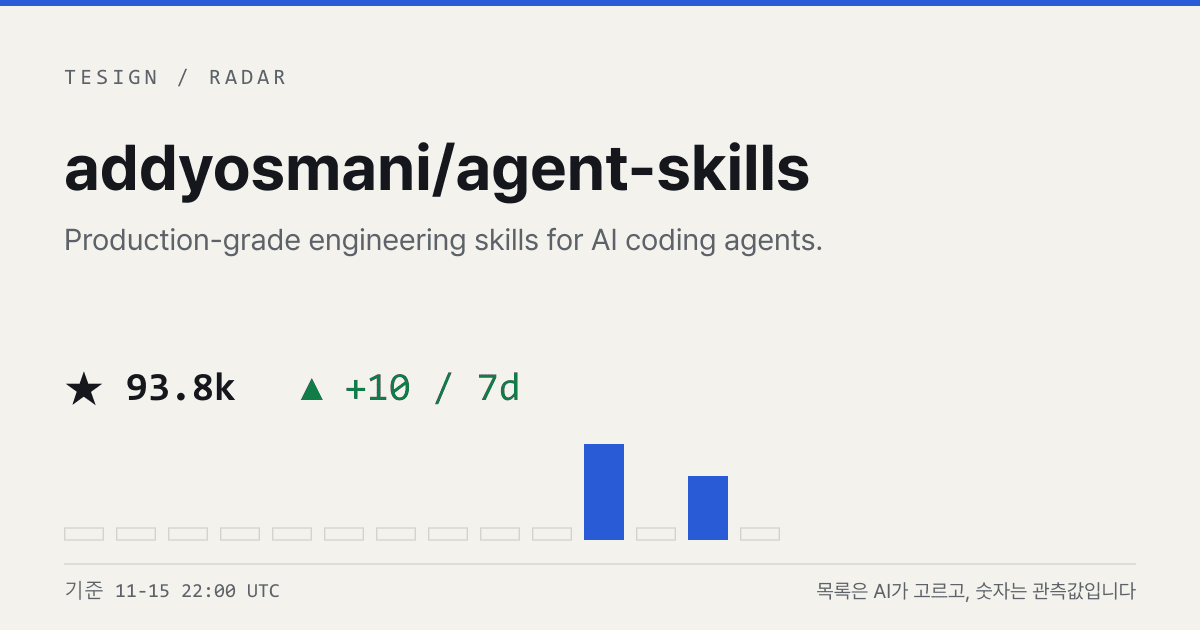 TESIGN / RADAR
addyosmani/agent-skills
Production-grade engineering skills for AI coding agents.
★ 93.8k ▲ +10 / 7d
기준 11-15 22:00 UTC
목록은 AI가 고르고, 숫자는 관측값입니다